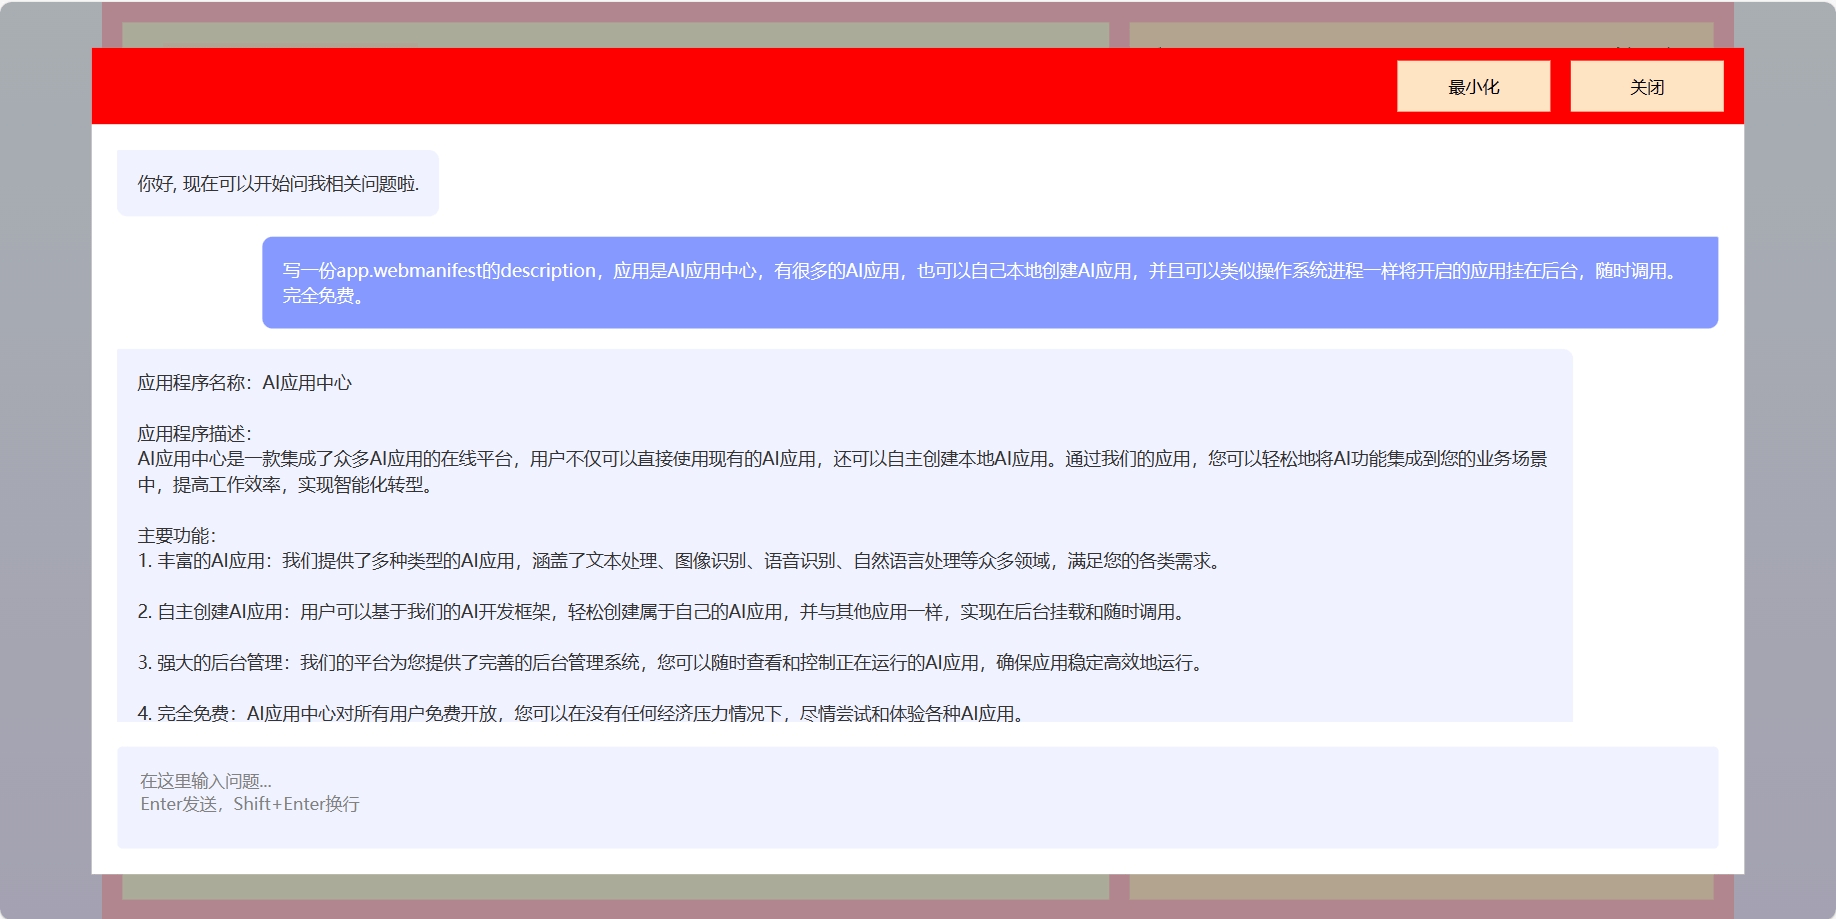 最小化
关闭
你好, 现在可以开始问我相关问题啦.
写一份app.webmanifest的description，应用是AI应用中心，有很多的AI应用，也可以自己本地创建AI应用，并且可以类似操作系统进程一样将开启的应用挂在后台，随时调用。
完全免费。
应用程序名称：AI应用中心
应用程序描述：
AI应用中心是一款集成了众多AI应用的在线平台，用户不仅可以直接使用现有的AI应用，还可以自主创建本地AI应用。通过我们的应用，您可以轻松地将AI功能集成到您的业务场景
中，提高工作效率，实现智能化转型。
主要功能：
1. 丰富的AI应用：我们提供了多种类型的AI应用，涵盖了文本处理、图像识别、语音识别、自然语言处理等众多领域，满足您的各类需求。
2. 自主创建AI应用：用户可以基于我们的AI开发框架，轻松创建属于自己的AI应用，并与其他应用一样，实现在后台挂载和随时调用。
3. 强大的后台管理：我们的平台为您提供了完善的后台管理系统，您可以随时查看和控制正在运行的AI应用，确保应用稳定高效地运行。
4. 完全免费：AI应用中心对所有用户免费开放，您可以在没有任何经济压力情况下，尽情尝试和体验各种AI应用。
在这里输入问题...
Enter发送，Shift+Enter换行